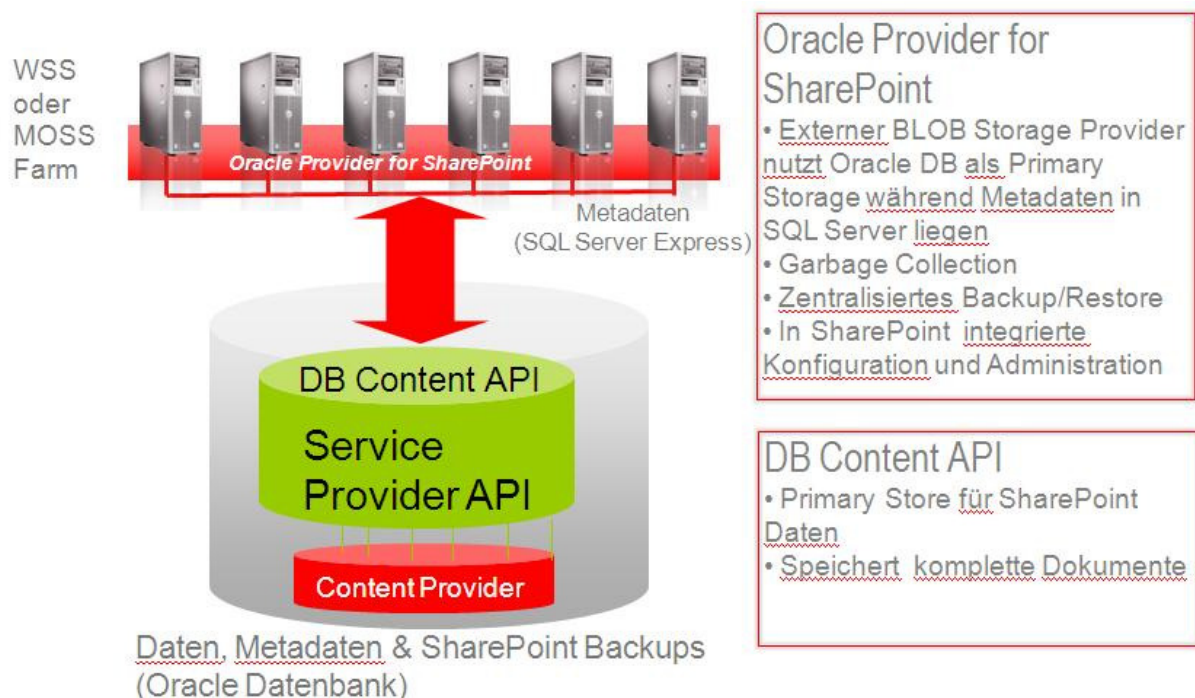 WSS
oder
MOSS
Farm
Oracle Provider for SharePoint
Metadaten
(SQL Server Express)
DB Content API
Service
Provider API
Content Provider
Daten, Metadaten & SharePoint Backups
(Oracle Datenbank)
Oracle Provider for
SharePoint
• Externer BLOB Storage Provider
nutzt Oracle DB als Primary
Storage während Metadaten in
SQL Server liegen
• Garbage Collection
• Zentralisiertes Backup/Restore
• In SharePoint integrierte
Konfiguration und Administration
DB Content API
• Primary Store für SharePoint
Daten
• Speichert komplette Dokumente